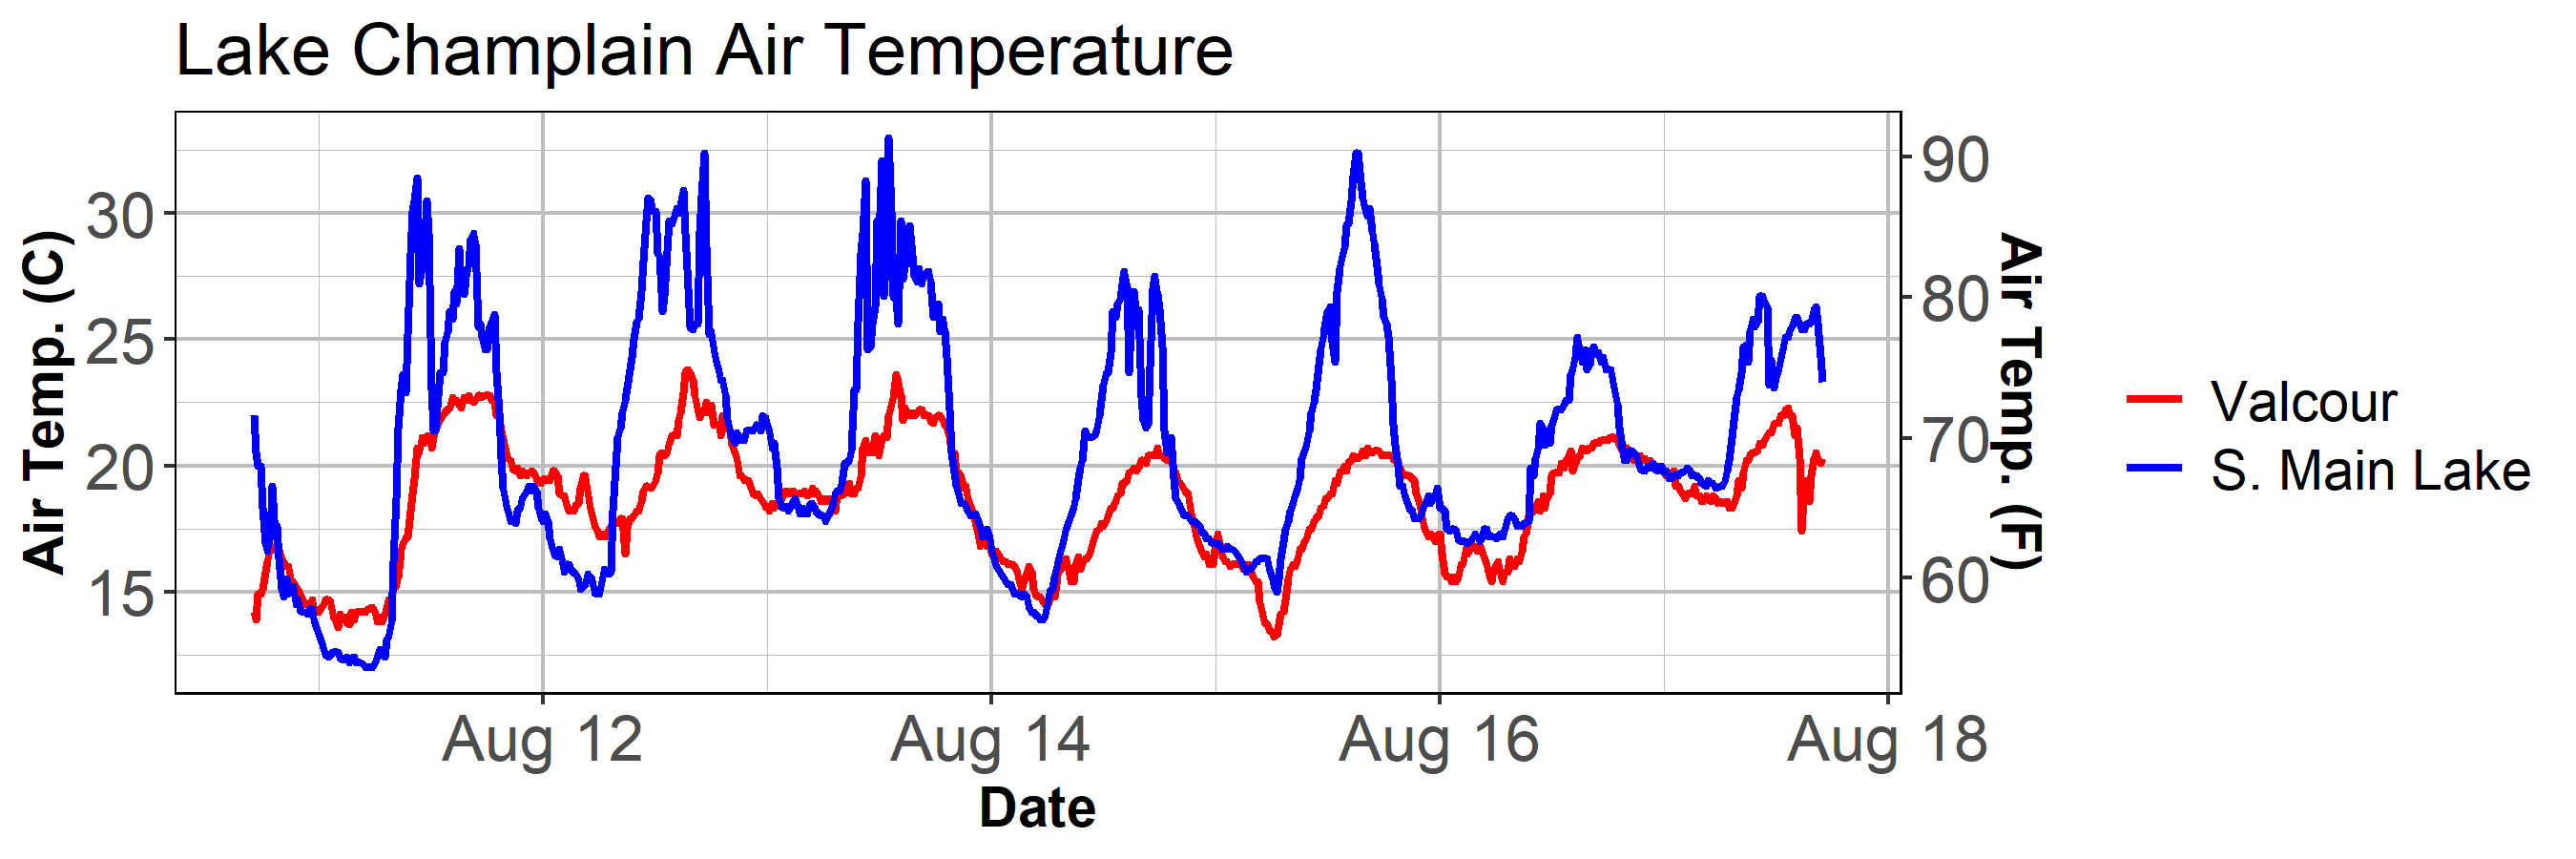 Lake Champlain Air Temperature
Air Temp. (C)
30
25
20
15
90
80
70
60
Air Temp. (F)
Aug 12
Aug 14
Aug 16
Aug 18
Date
Valcour
S. Main Lake